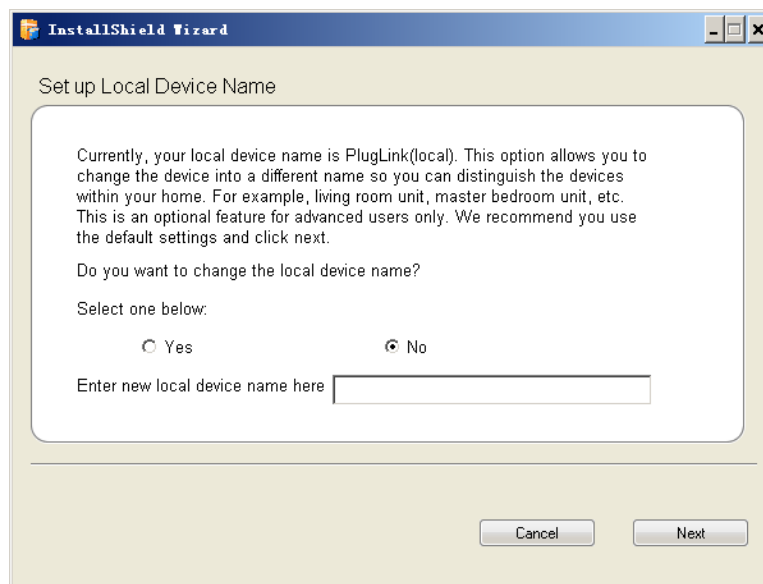 InstallShield Wizard
Set up Local Device Name
Currently, your local device name is PlugLink(local). This option allows you to
change the device into a different name so you can distinguish the devices
within your home. For example, living room unit, master bedroom unit, etc.
This is an optional feature for advanced users only. We recommend you use
the default settings and click next.
Do you want to change the local device name?
Select one below:
Yes No
Enter new local device name here
Cancel Next